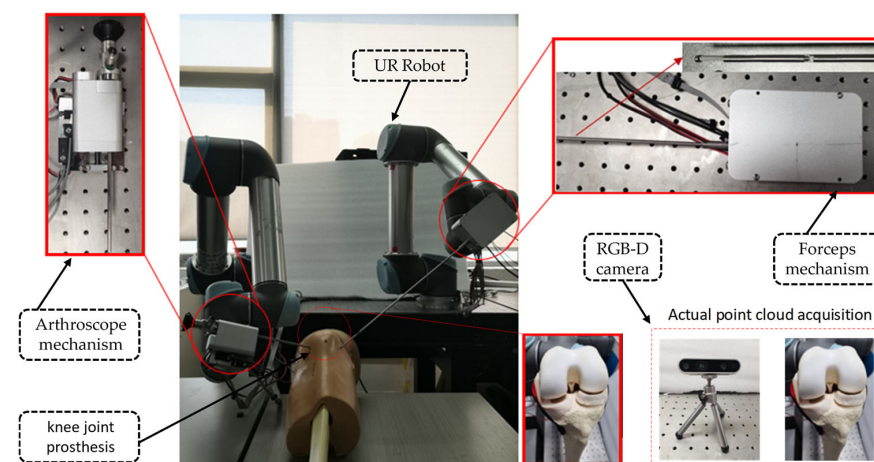 UR Robot
RGB-D
camera
Forceps
mechanism
Arthroscope
mechanism
Actual point cloud acquisition
knee joint
prosthesis